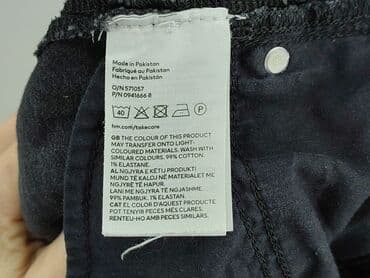 Made in Pakistan
Fabriqué au Pakistan
Hecho en Pakistán
O/N 571057
P/N 0941666 8
40
P
hm.com/takecare
GB THE COLOUR OF THIS PRODUCT
MAY TRANSFER ONTO LIGHT-
COLOURED MATERIALS. WASH WITH
SIMILAR COLOURS. 99% COTTON.
1% ELASTANE.
AL NGJYRA E KËTIJ PRODUKTI
MUND TË KALOJ NË MATERIALET ME
NGJYRË TË HAPUR.
LANI ME NGJYRA TË NGJASHME.
99% PAMBUK. 1% ELASTAN.
CAT EL COLOR D'AQUEST PRODUCTE
POT TENYIR PECES MÉS CLARES.
RENTEU-HO AMB PECES SIMILARS.